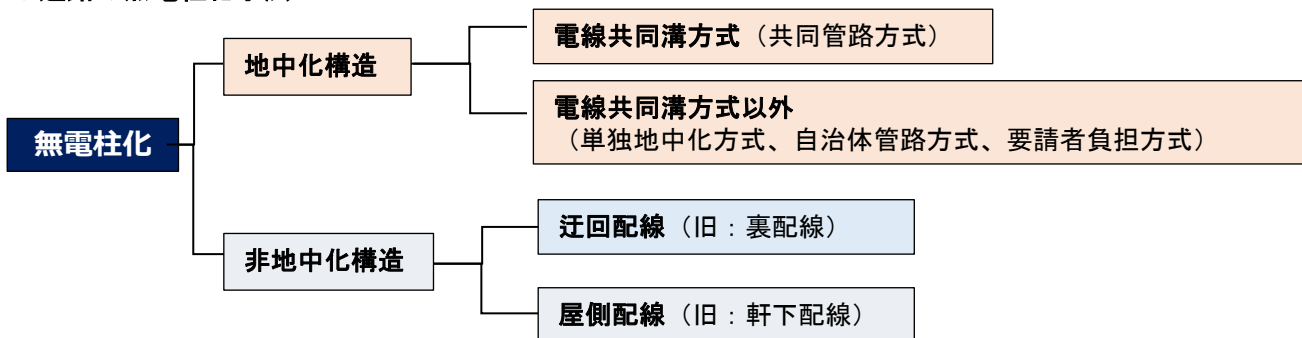 無電柱化
地中化構造
電線共同溝方式（共同管路方式）
電線共同溝方式以外
（単独地中化方式、自治体管路方式、要請者負担方式）
非地中化構造
迂回配線（旧：裏配線）
屋側配線（旧：軒下配線）